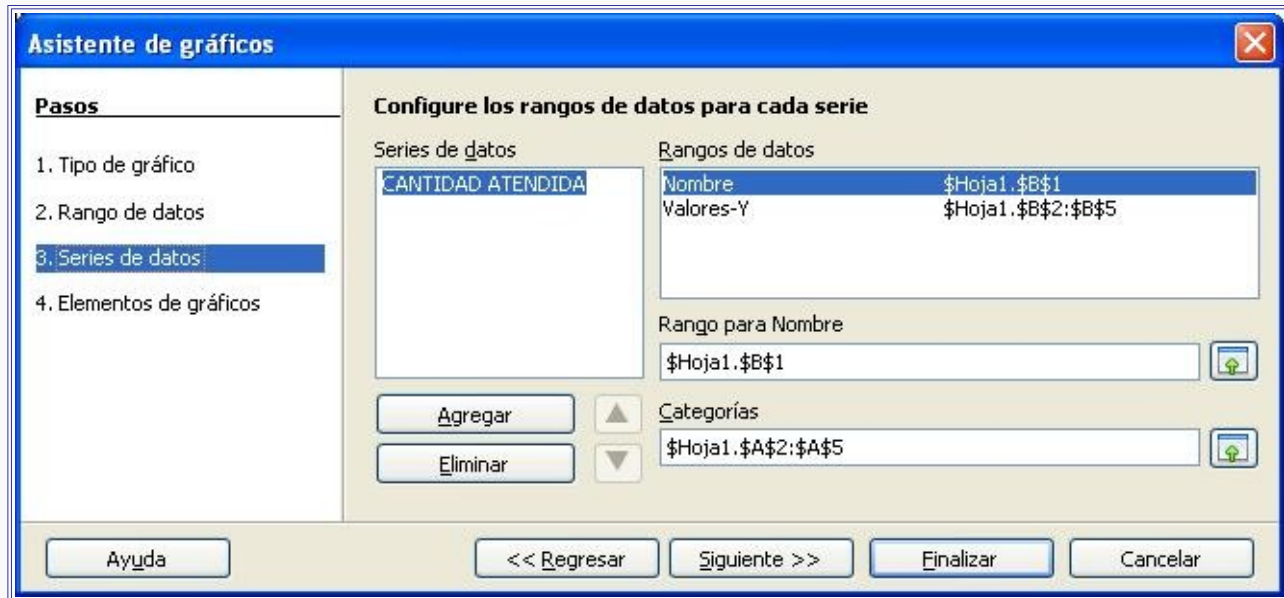 Asistente de gráficos
Pasos
1. Tipo de gráfico
2. Rango de datos
3. Series de datos
4. Elementos de gráficos
Configure los rangos de datos para cada serie
Series de datos
CANTIDAD ATENDIDA
Agregar
Eliminar
Rangos de datos
Nombre $Hoja1.$B$1
Valores-Y $Hoja1.$B$2:$B$5
Rango para Nombre
$Hoja1.$B$1
Categorías
$Hoja1.$A$2:$A$5
Ayuda
<< Regresar
Siguiente >>
Finalizar
Cancelar